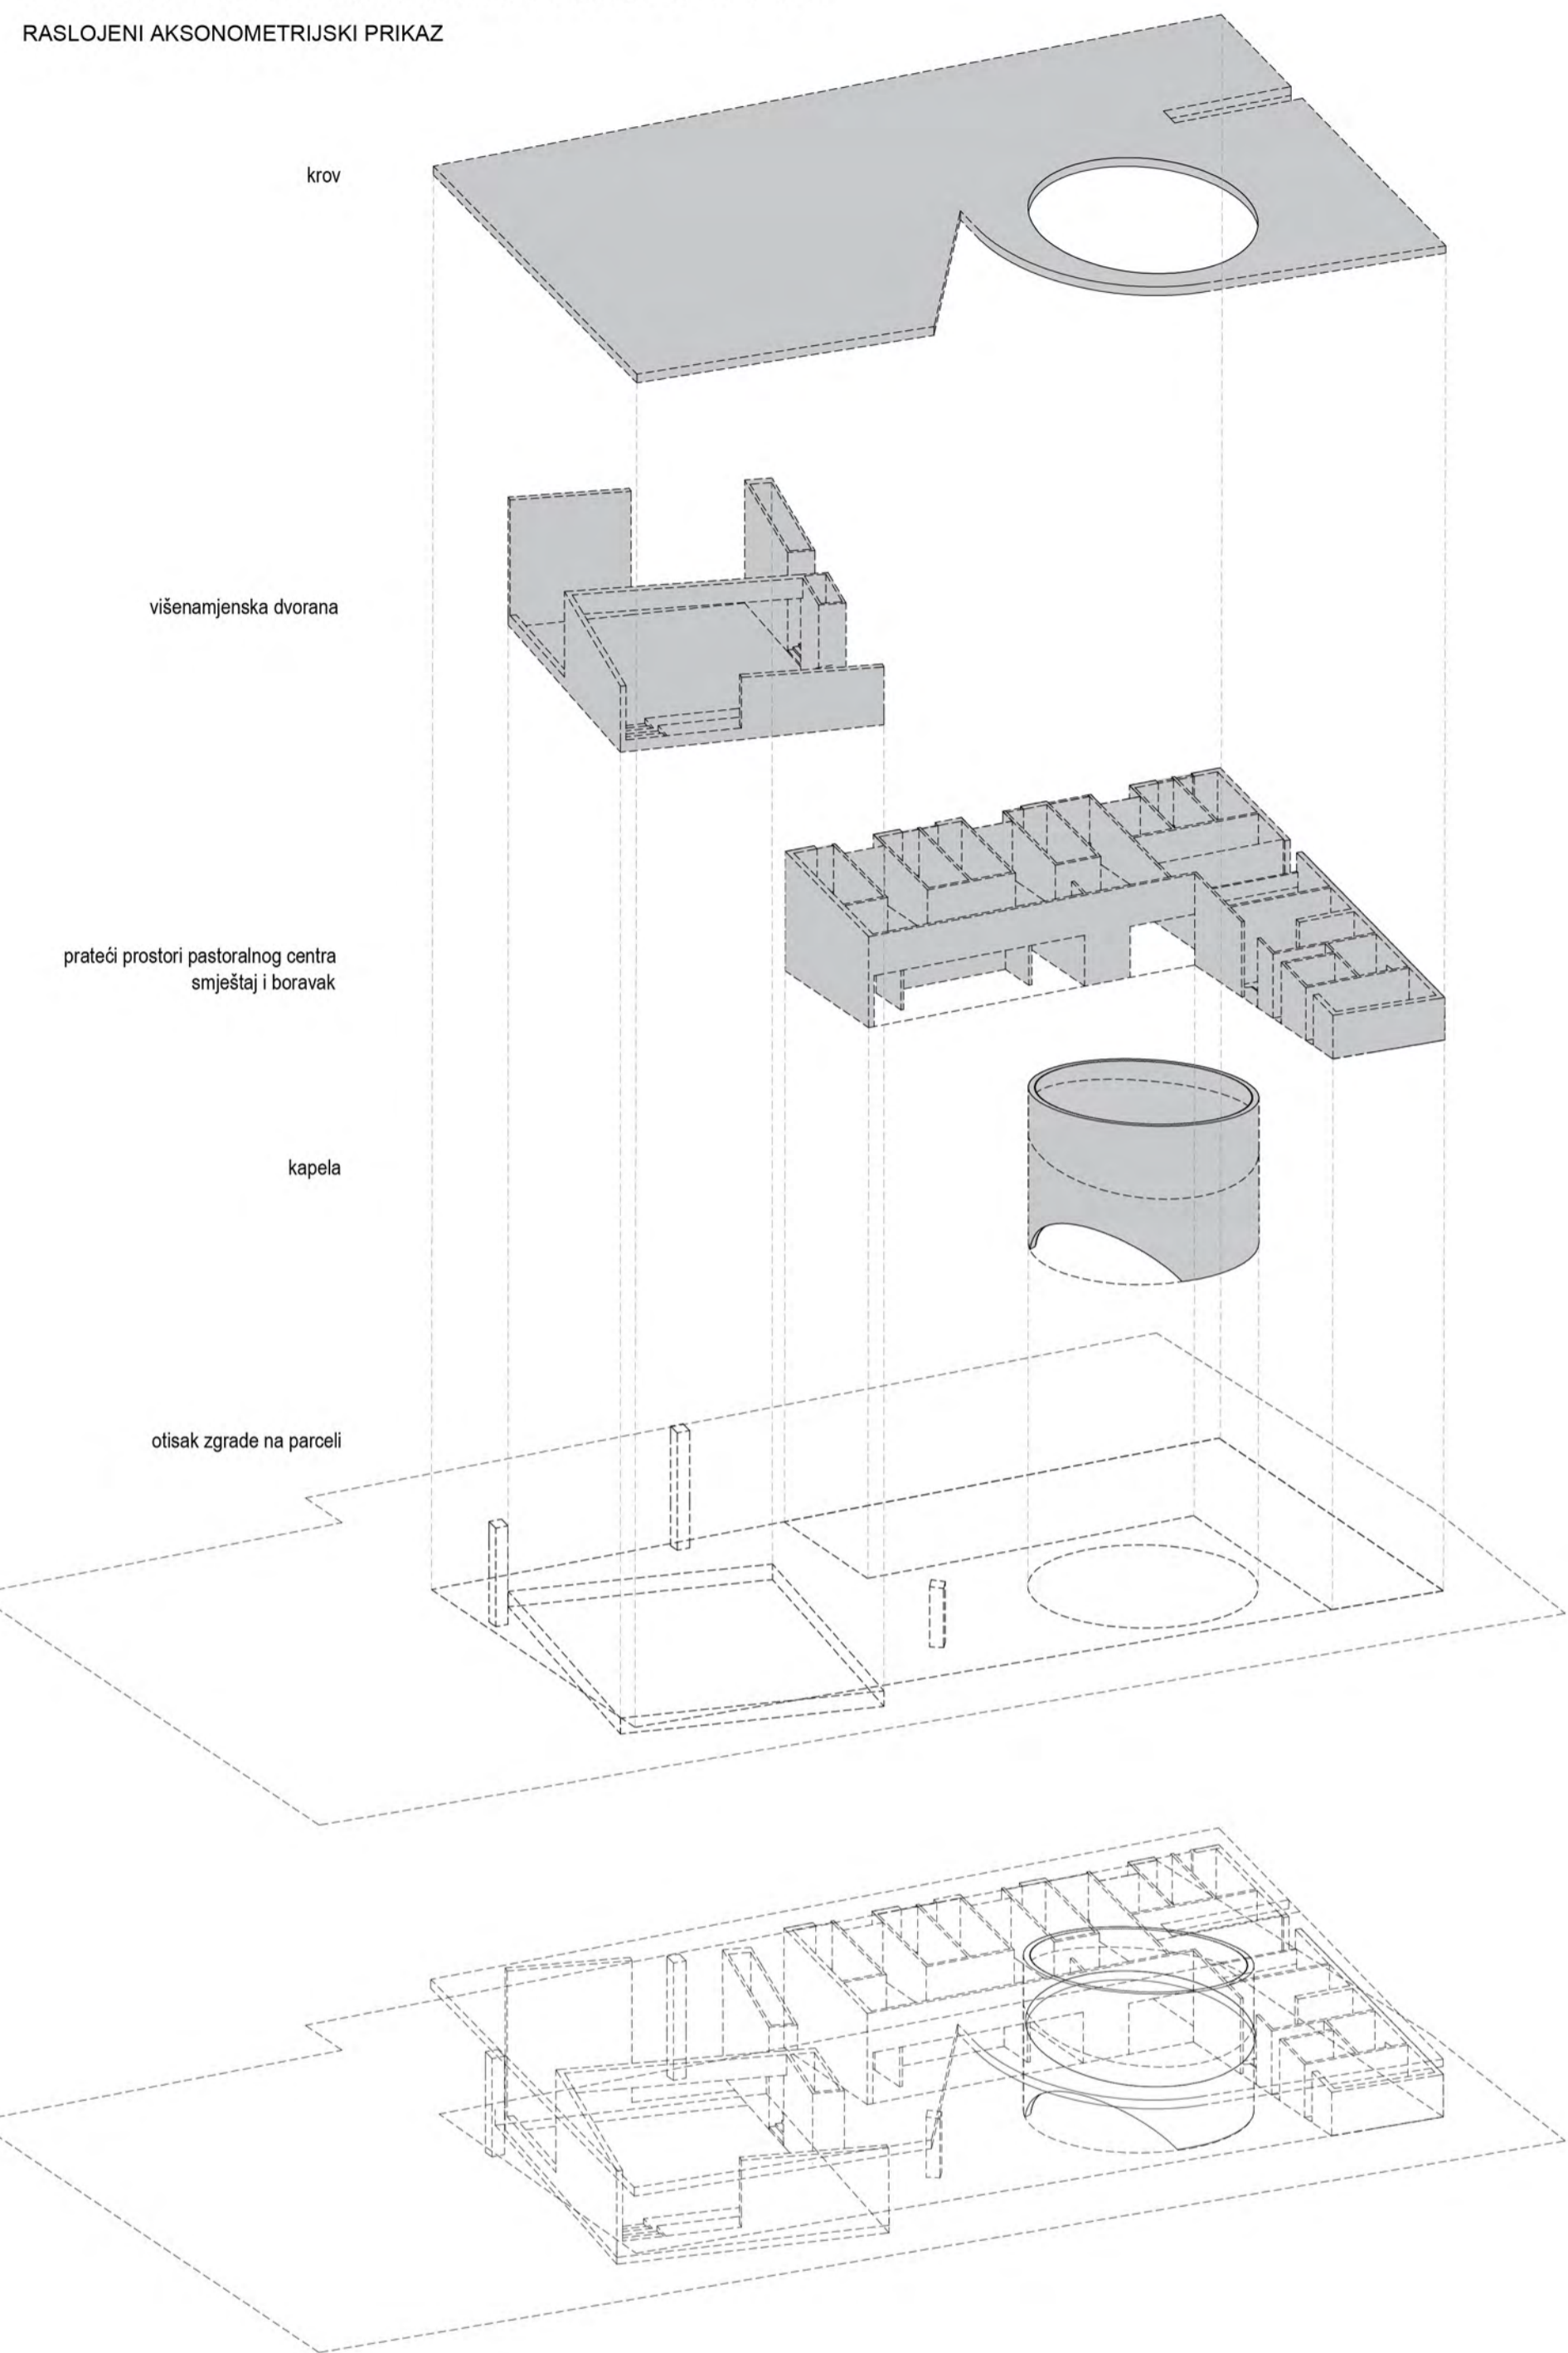 RASLOJENI AKSONOMETRIJSKI PRIKAZ
krov
višenamjenska dvorana
prateći prostori pastoralnog centra
smještaj i boravak
kapela
otisak zgrade na parceli